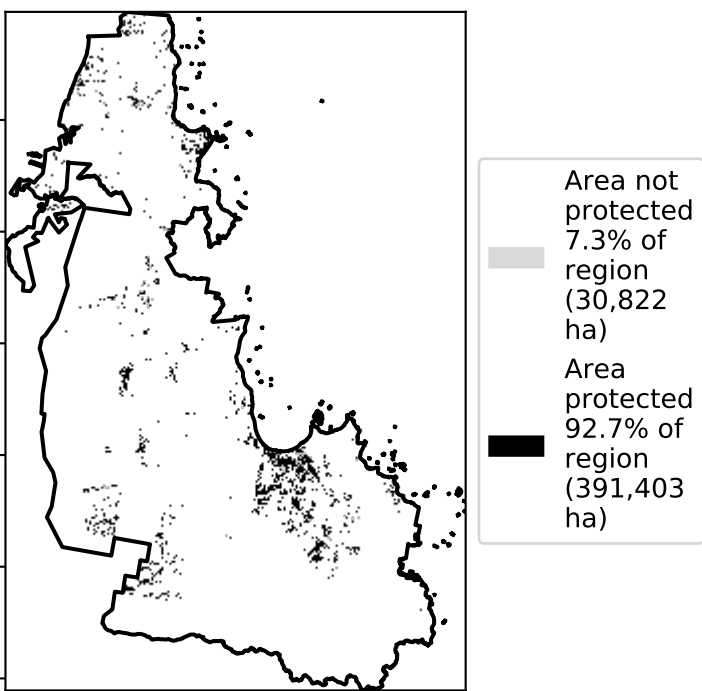 Area not
protected
7.3% of
region
(30,822
ha)
Area
protected
92.7% of
region
(391,403
ha)